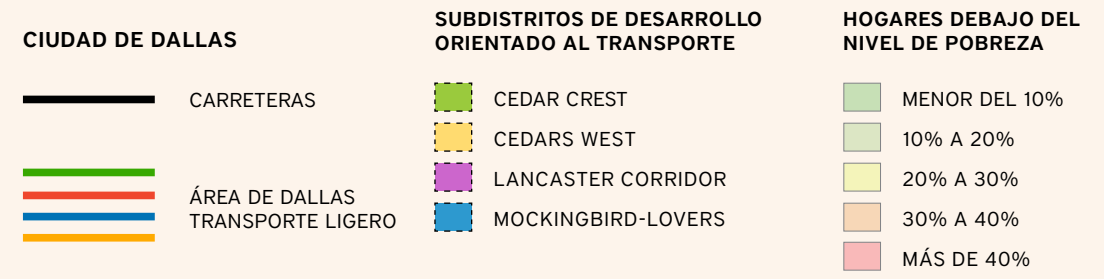 CIUDAD DE DALLAS
CARRETERAS
ÁREA DE DALLAS
TRANSPORTE LIGERO
SUBDISTRITOS DE DESARROLLO
ORIENTADO AL TRANSPORTE
CEDAR CREST
CEDARS WEST
LANCASTER CORRIDOR
MOCKINGBIRD-LOVERS
HOGARES DEBAJO DEL
NIVEL DE POBREZA
MENOR DEL 10%
10% A 20%
20% A 30%
30% A 40%
MÁS DE 40%